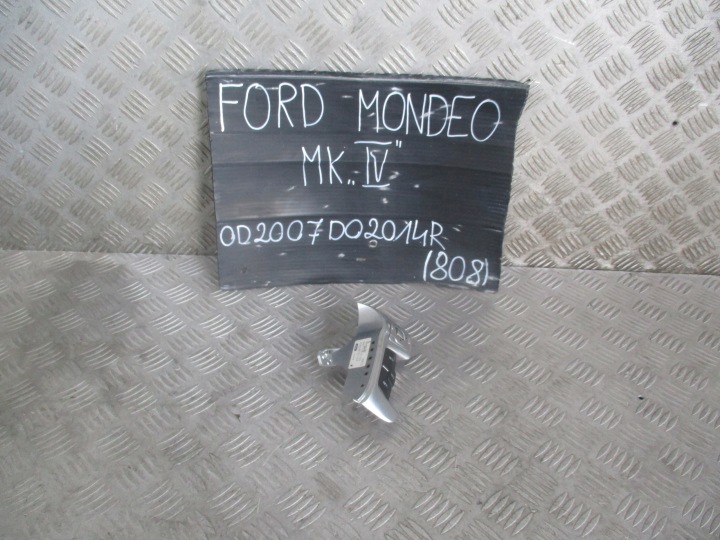 FORD MONDEO
MK„IV"
OD2007DO2014R
(808)